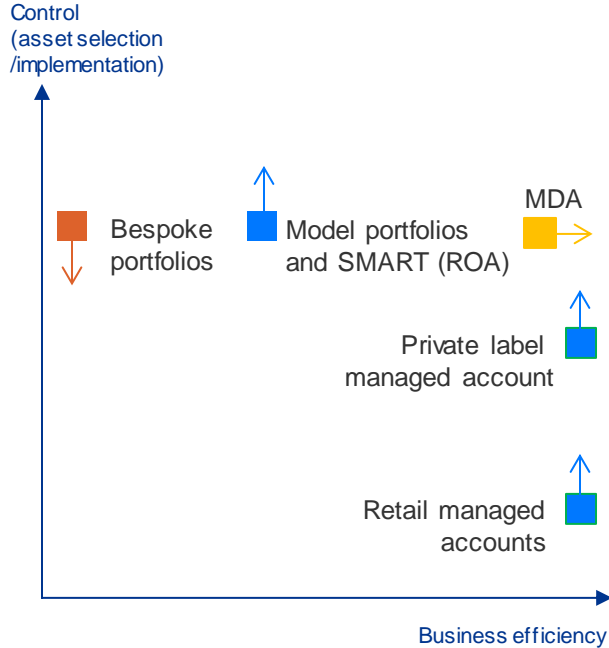 Control
(asset selection
/implementation)
MDA
Bespoke
portfolios
Model portfolios
and SMART (ROA)
Private label
managed account
Retail managed
accounts
Business efficiency